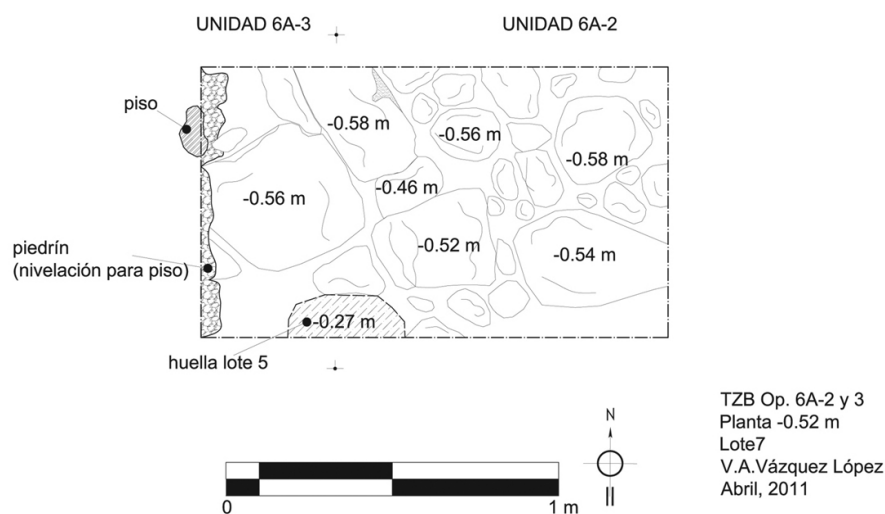 UNIDAD 6A-3
UNIDAD 6A-2
piso
-0.58 m
-0.56 m
-0.58 m
-0.56 m
-0.46 m
-0.52 m
-0.54 m
piedrín
(nivelación para piso)
-0.27 m
huella lote 5
N
0
1 m
TZB Op. 6A-2 y 3
Planta -0.52 m
Lote7
V.A.Vázquez López
Abril, 2011